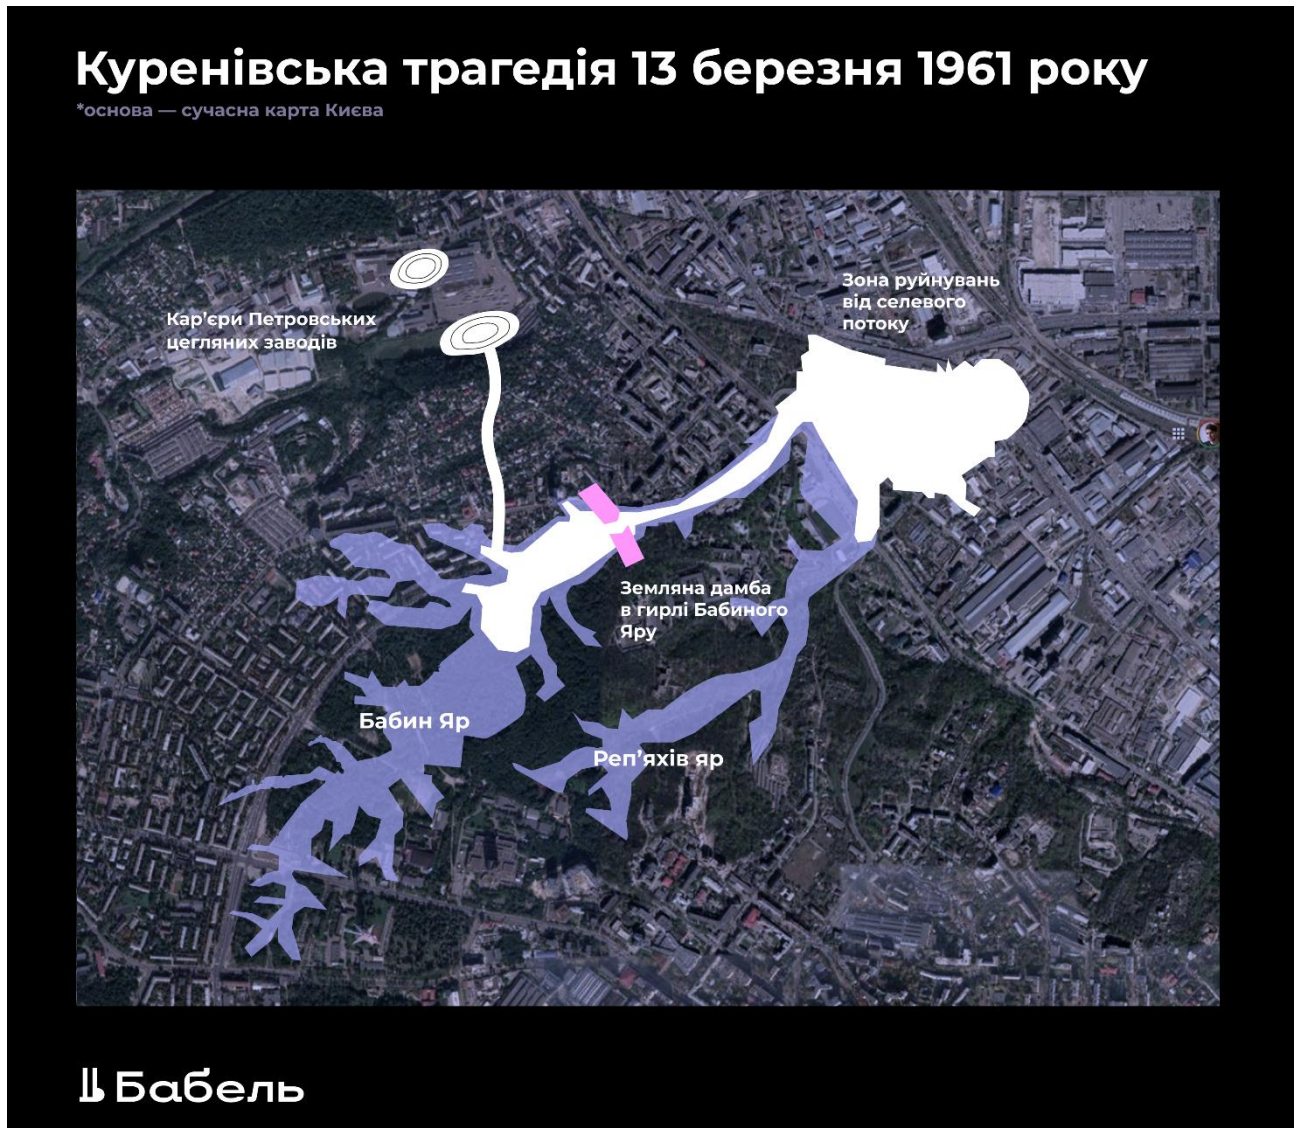 Куренівська трагедія 13 березня 1961 року
*основа — сучасна карта Києва
Зона руйнувань
від селевого
потоку
Кар'єри Петровських
цегляних заводів
Земляна дамба
в гирлі Бабиного
Яру
Бабин Яр
Реп'яхів яр
Бабель